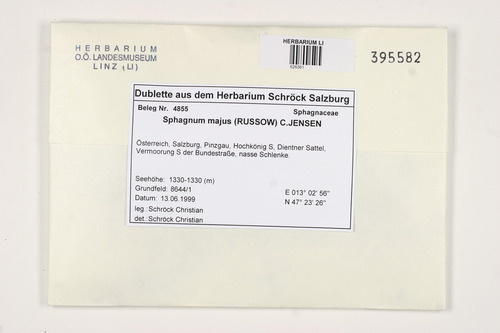 HERBARIUM
O.Ö. LANDESMUSEUM
LINZ (LI)
HERBARIUM LI
395582
Dublette aus dem Herbarium Schröck Salzburg
Beleg Nr. 4855 Sphagnaceae
Sphagnum majus (RUSSOW) C.JENSEN
Österreich, Salzburg, Pinzgau, Hochkönig S, Dientner Sattel,
Vermoorung S der Bundestraße, nasse Schlenke.
Seehöhe: 1330-1330 (m)
Grundfeld: 8644/1 E 013° 02' 56"
Datum: 13.06.1999 N 47° 23' 26"
leg.:Schröck Christian
det.:Schröck Christian